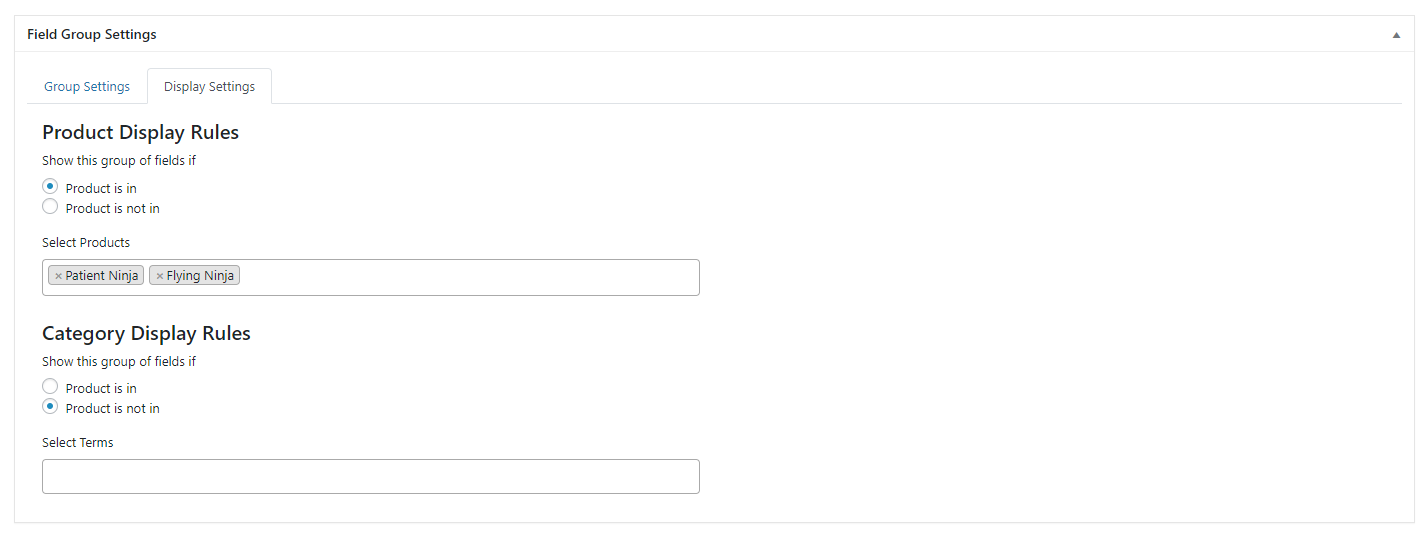 Field Group Settings
Group Settings Display Settings
Product Display Rules
Show this group of fields if
Product is in
Product is not in
Select Products
× Patient Ninja × Flying Ninja
Category Display Rules
Show this group of fields if
Product is in
Product is not in
Select Terms